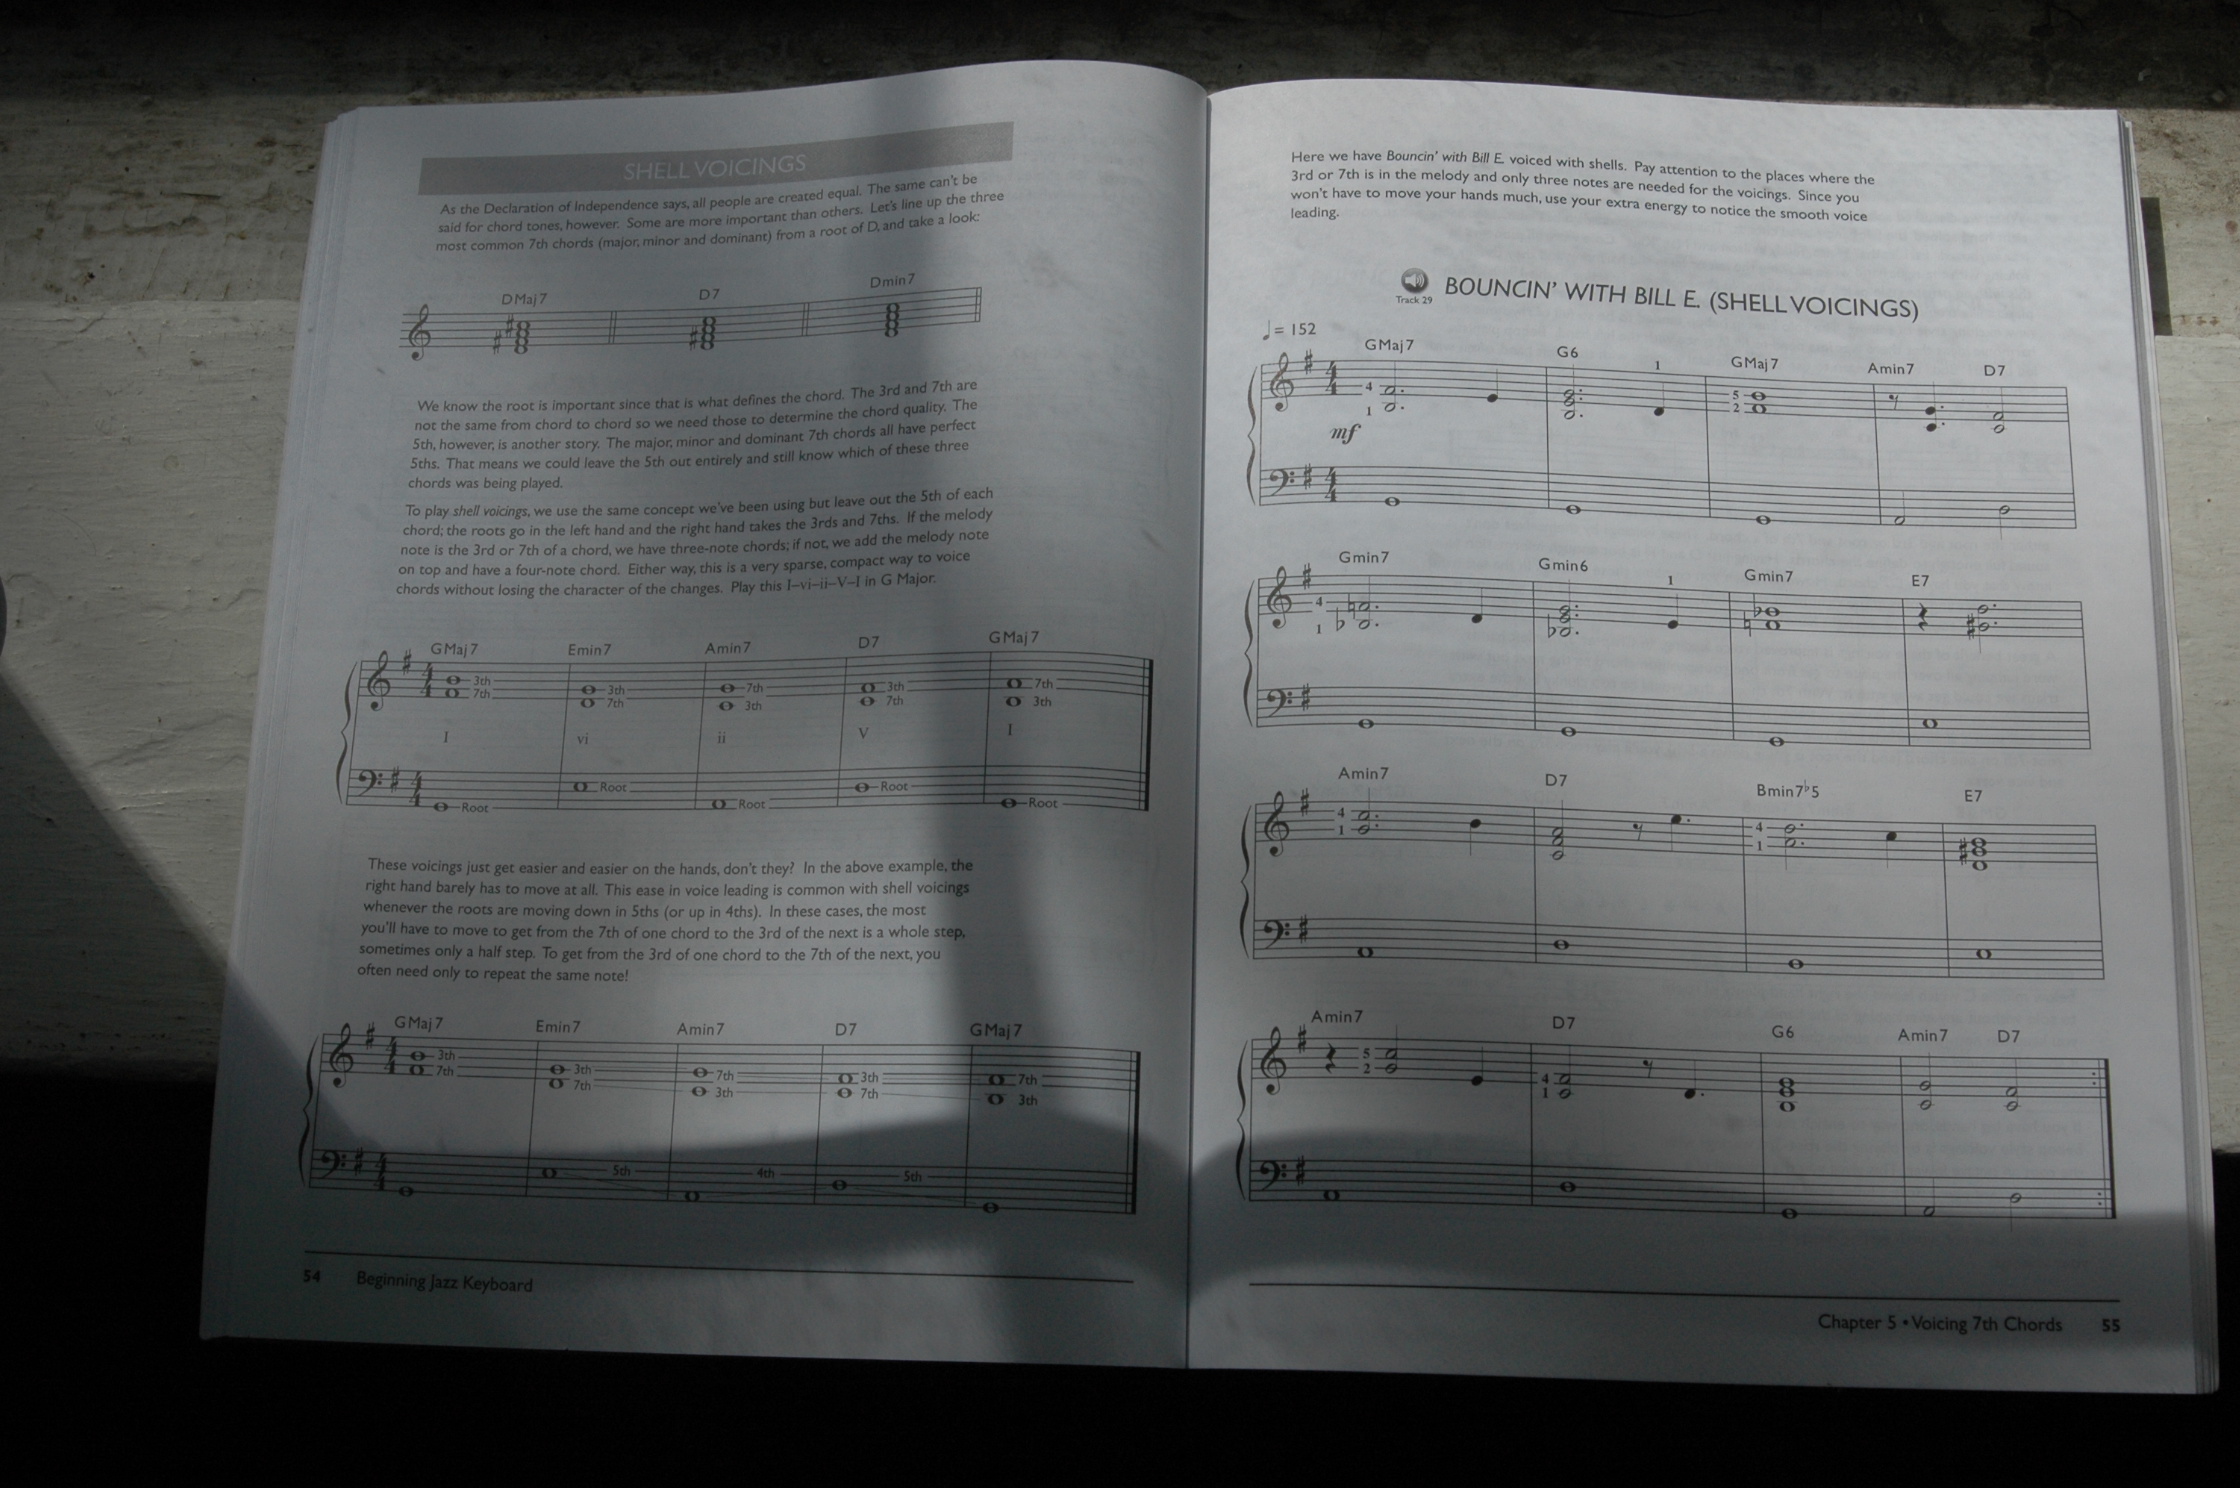 SHELL VOICINGS
As the Declaration of Independence says, all people are created equal. The same can't be
said for chord tones, however. Some are more important than others. Let's line up the three
most common 7th chords (major, minor and dominant) from a root of D, and take a look:
DMaj7 D7 Dmin7
We know the root is important since that is what defines the chord. The 3rd and 7th are
not the same from chord to chord so we need those to determine the chord quality. The
5th, however, is another story. The major, minor and dominant 7th chords all have perfect
5ths. That means we could leave the 5th out entirely and still know which of these three
chords was being played.
To play shell voicings, we use the same concept we've been using but leave out the 5th of each
chord; the roots go in the left hand and the right hand takes the 3rds and 7ths. If the melody
note is the 3rd or 7th of a chord, we have three-note chords; if not, we add the melody note
on top and have a four-note chord. Either way, this is a very sparse, compact way to voice
chords without losing the character of the changes. Play this I–vi–ii–V–I in G Major.
GMaj7 Emin7 Amin7 D7 GMaj7
3th 3th 7th 3th 7th
7th 7th 3th 7th 3th
I vi ii V I
4 4
Root Root Root Root Root
These voicings just get easier and easier on the hands, don't they? In the above example, the
right hand barely has to move at all. This ease in voice leading is common with shell voicings
whenever the roots are moving down in 5ths (or up in 4ths). In these cases, the most
you'll have to move to get from the 7th of one chord to the 3rd of the next is a whole step,
sometimes only a half step. To get from the 3rd of one chord to the 7th of the next, you
often need only to repeat the same note!
GMaj7 Emin7 Amin7 D7 GMaj7
3th 3th 7th 3th 7th
7th 7th 3th 7th 3th
4 4
5th 4th 5th
54 Beginning Jazz Keyboard
Here we have Bouncin' with Bill E. voiced with shells. Pay attention to the places where the
3rd or 7th is in the melody and only three notes are needed for the voicings. Since you
won't have to move your hands much, use your extra energy to notice the smooth voice
leading.
Track 29 BOUNCIN' WITH BILL E. (SHELL VOICINGS)
♩ = 152
GMaj7 G6 1 GMaj7 Amin7 D7
4 4 4 5
1 2
mf
4 4
Gmin7 Gmin6 1 Gmin7 E7
4
1
Amin7 D7 Bmin7♭5 E7
4 4
1 1
Amin7 D7 G6 Amin7 D7
5 4
2 1
Chapter 5 • Voicing 7th Chords 55